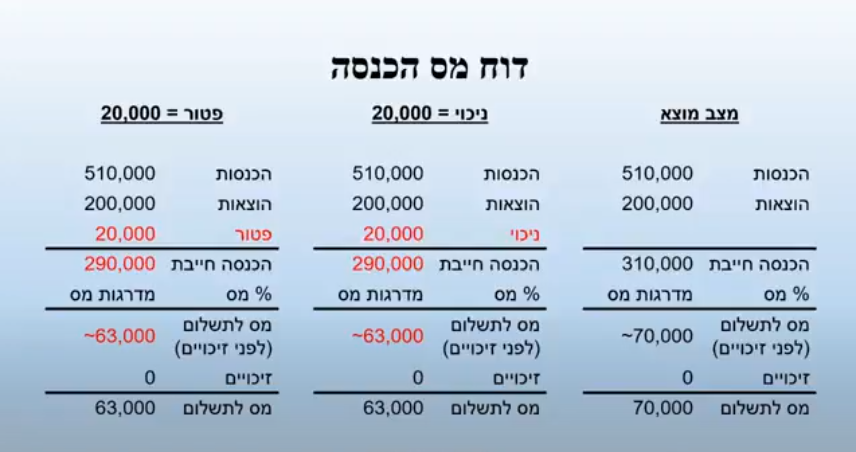 דוח מס הכנסה
מצב מוצא
הכנסות 510,000
הוצאות 200,000
הכנסה חייבת 310,000
% מס מדרגות מס
מס לתשלום
(לפני זיכויים) ~70,000
זיכויים 0
מס לתשלום 70,000
ניכוי = 20,000
הכנסות 510,000
הוצאות 200,000
ניכוי 20,000
הכנסה חייבת 290,000
% מס מדרגות מס
מס לתשלום
(לפני זיכויים) ~63,000
זיכויים 0
מס לתשלום 63,000
פטור = 20,000
הכנסות 510,000
הוצאות 200,000
פטור 20,000
הכנסה חייבת 290,000
% מס מדרגות מס
מס לתשלום
(לפני זיכויים) ~63,000
זיכויים 0
מס לתשלום 63,000